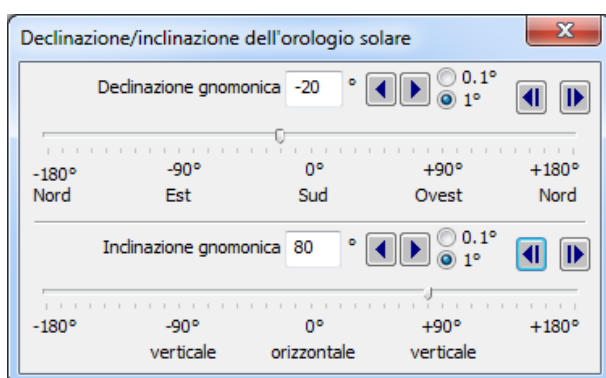 Declinazione/inclinazione dell'orologio solare
Declinazione gnomonica -20 ° 0.1° 1°
-180° -90° 0° +90° +180°
Nord Est Sud Ovest Nord
Inclinazione gnomonica 80 ° 0.1° 1°
-180° -90° 0° +90° +180°
verticale orizzontale verticale